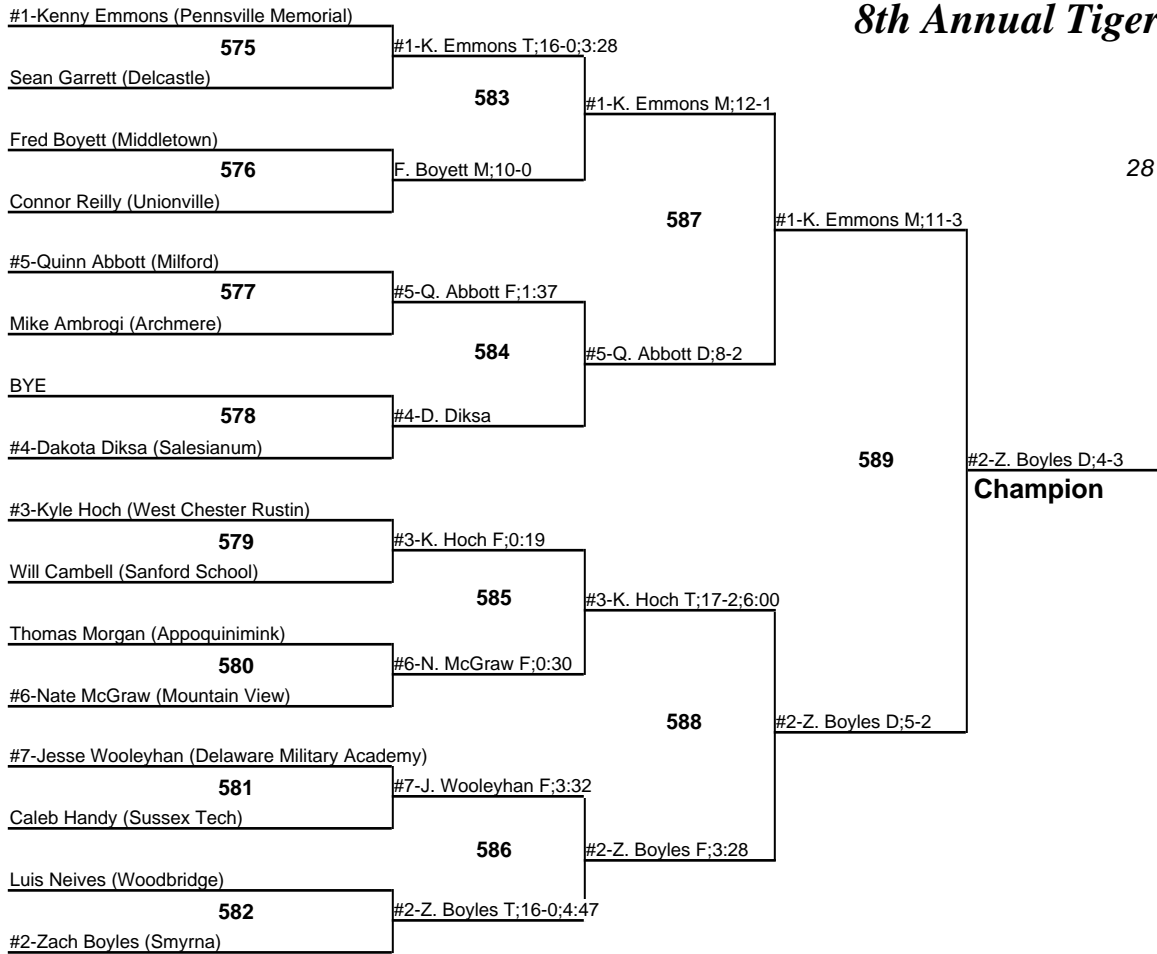 8th Annual Tiger
28
#1-Kenny Emmons (Pennsville Memorial)
575
#1-K. Emmons T;16-0;3:28
Sean Garrett (Delcastle)
583
#1-K. Emmons M;12-1
Fred Boyett (Middletown)
576
F. Boyett M;10-0
Connor Reilly (Unionville)
587
#1-K. Emmons M;11-3
#5-Quinn Abbott (Milford)
577
#5-Q. Abbott F;1:37
Mike Ambrogi (Archmere)
584
#5-Q. Abbott D;8-2
BYE
578
#4-D. Diksa
#4-Dakota Diksa (Salesianum)
589
#2-Z. Boyles D;4-3
Champion
#3-Kyle Hoch (West Chester Rustin)
579
#3-K. Hoch F;0:19
Will Cambell (Sanford School)
585
#3-K. Hoch T;17-2;6:00
Thomas Morgan (Appoquinimink)
580
#6-N. McGraw F;0:30
#6-Nate McGraw (Mountain View)
588
#2-Z. Boyles D;5-2
#7-Jesse Wooleyhan (Delaware Military Academy)
581
#7-J. Wooleyhan F;3:32
Caleb Handy (Sussex Tech)
586
#2-Z. Boyles F;3:28
Luis Neives (Woodbridge)
582
#2-Z. Boyles T;16-0;4:47
#2-Zach Boyles (Smyrna)